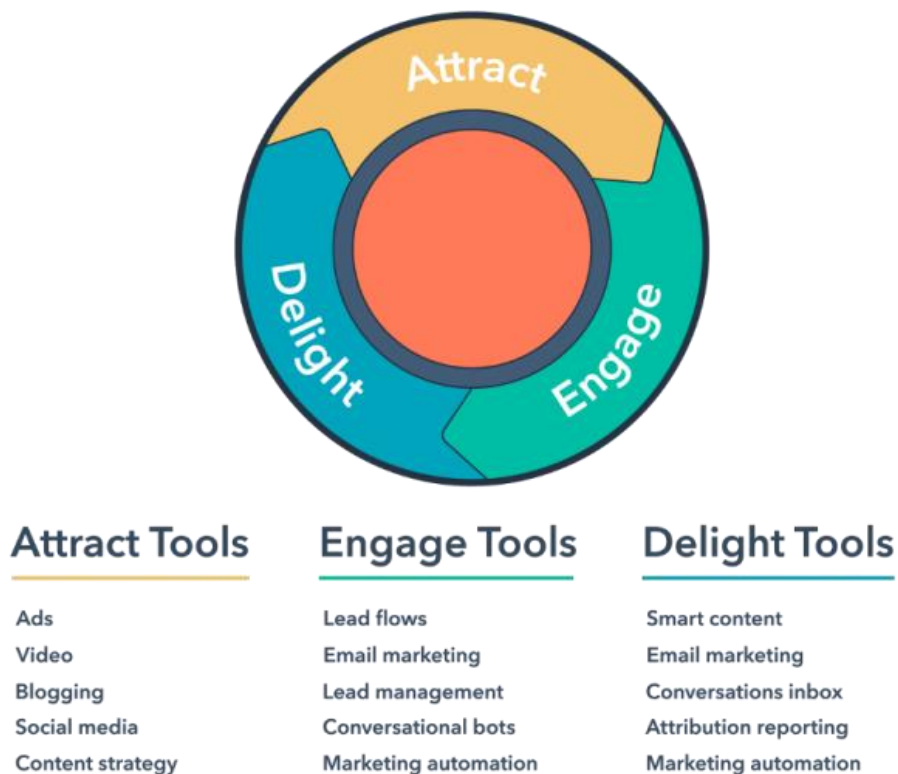 Attract
Engage
Delight
Attract Tools
Ads
Video
Blogging
Social media
Content strategy
Engage Tools
Lead flows
Email marketing
Lead management
Conversational bots
Marketing automation
Delight Tools
Smart content
Email marketing
Conversations inbox
Attribution reporting
Marketing automation